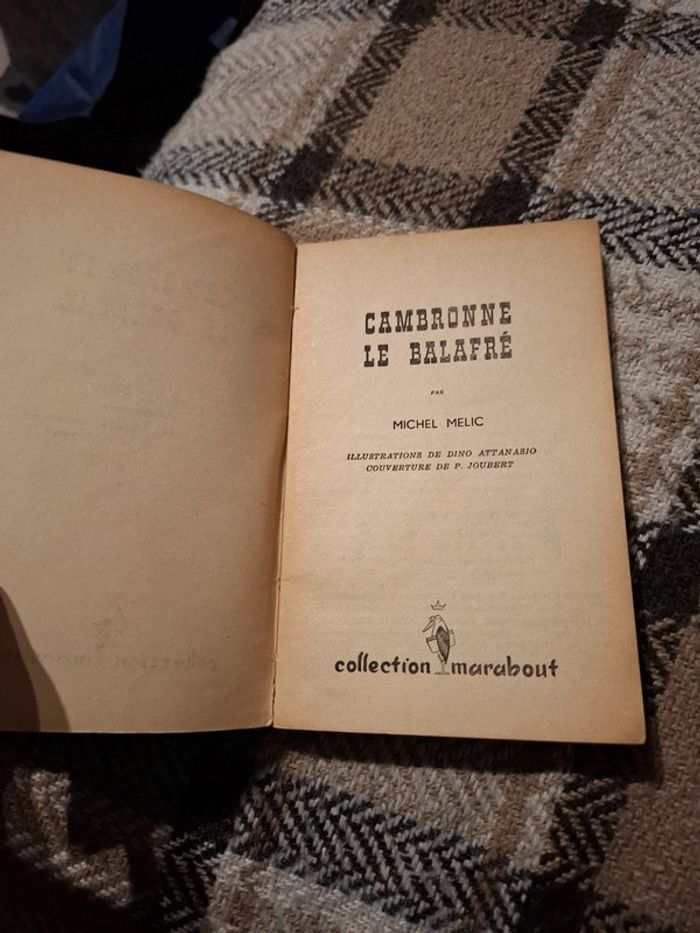 CAMBRONNE
LE BALAFRÉ
PAR
MICHEL MELIC
ILLUSTRATIONS DE DINO ATTANASIO
COUVERTURE DE P. JOUBERT
collection marabout